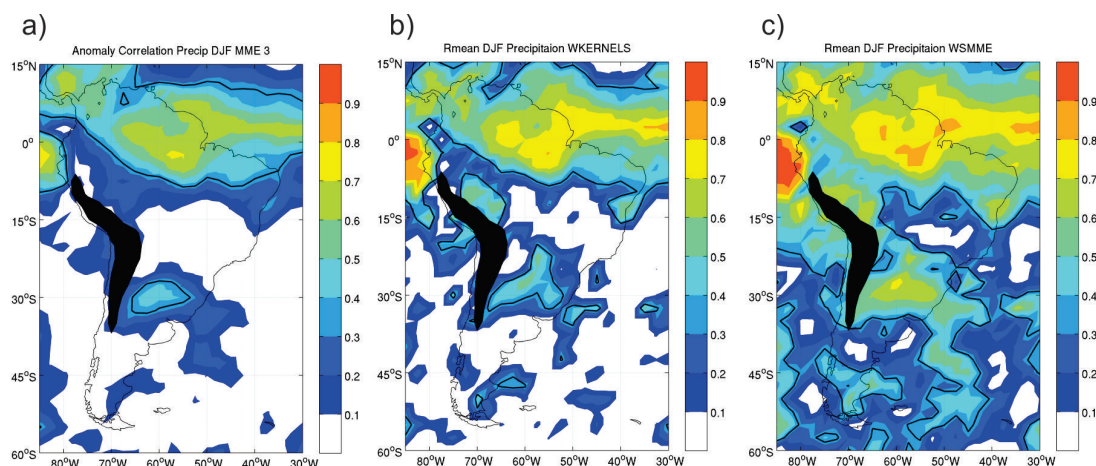 a)
Anomaly Correlation Precip DJF MME 3
15°N
0°
15°S
30°S
45°S
60°S
80°W 70°W 60°W 50°W 40°W 30°W
0.9
0.8
0.7
0.6
0.5
0.4
0.3
0.2
0.1
b)
Rmean DJF Precipitaion WKERNELS
15°N
0°
15°S
30°S
45°S
60°S
80°W 70°W 60°W 50°W 40°W 30°W
0.9
0.8
0.7
0.6
0.5
0.4
0.3
0.2
0.1
c)
Rmean DJF Precipitaion WSMME
15°N
0°
15°S
30°S
45°S
60°S
80°W 70°W 60°W 50°W 40°W 30°W
0.9
0.8
0.7
0.6
0.5
0.4
0.3
0.2
0.1